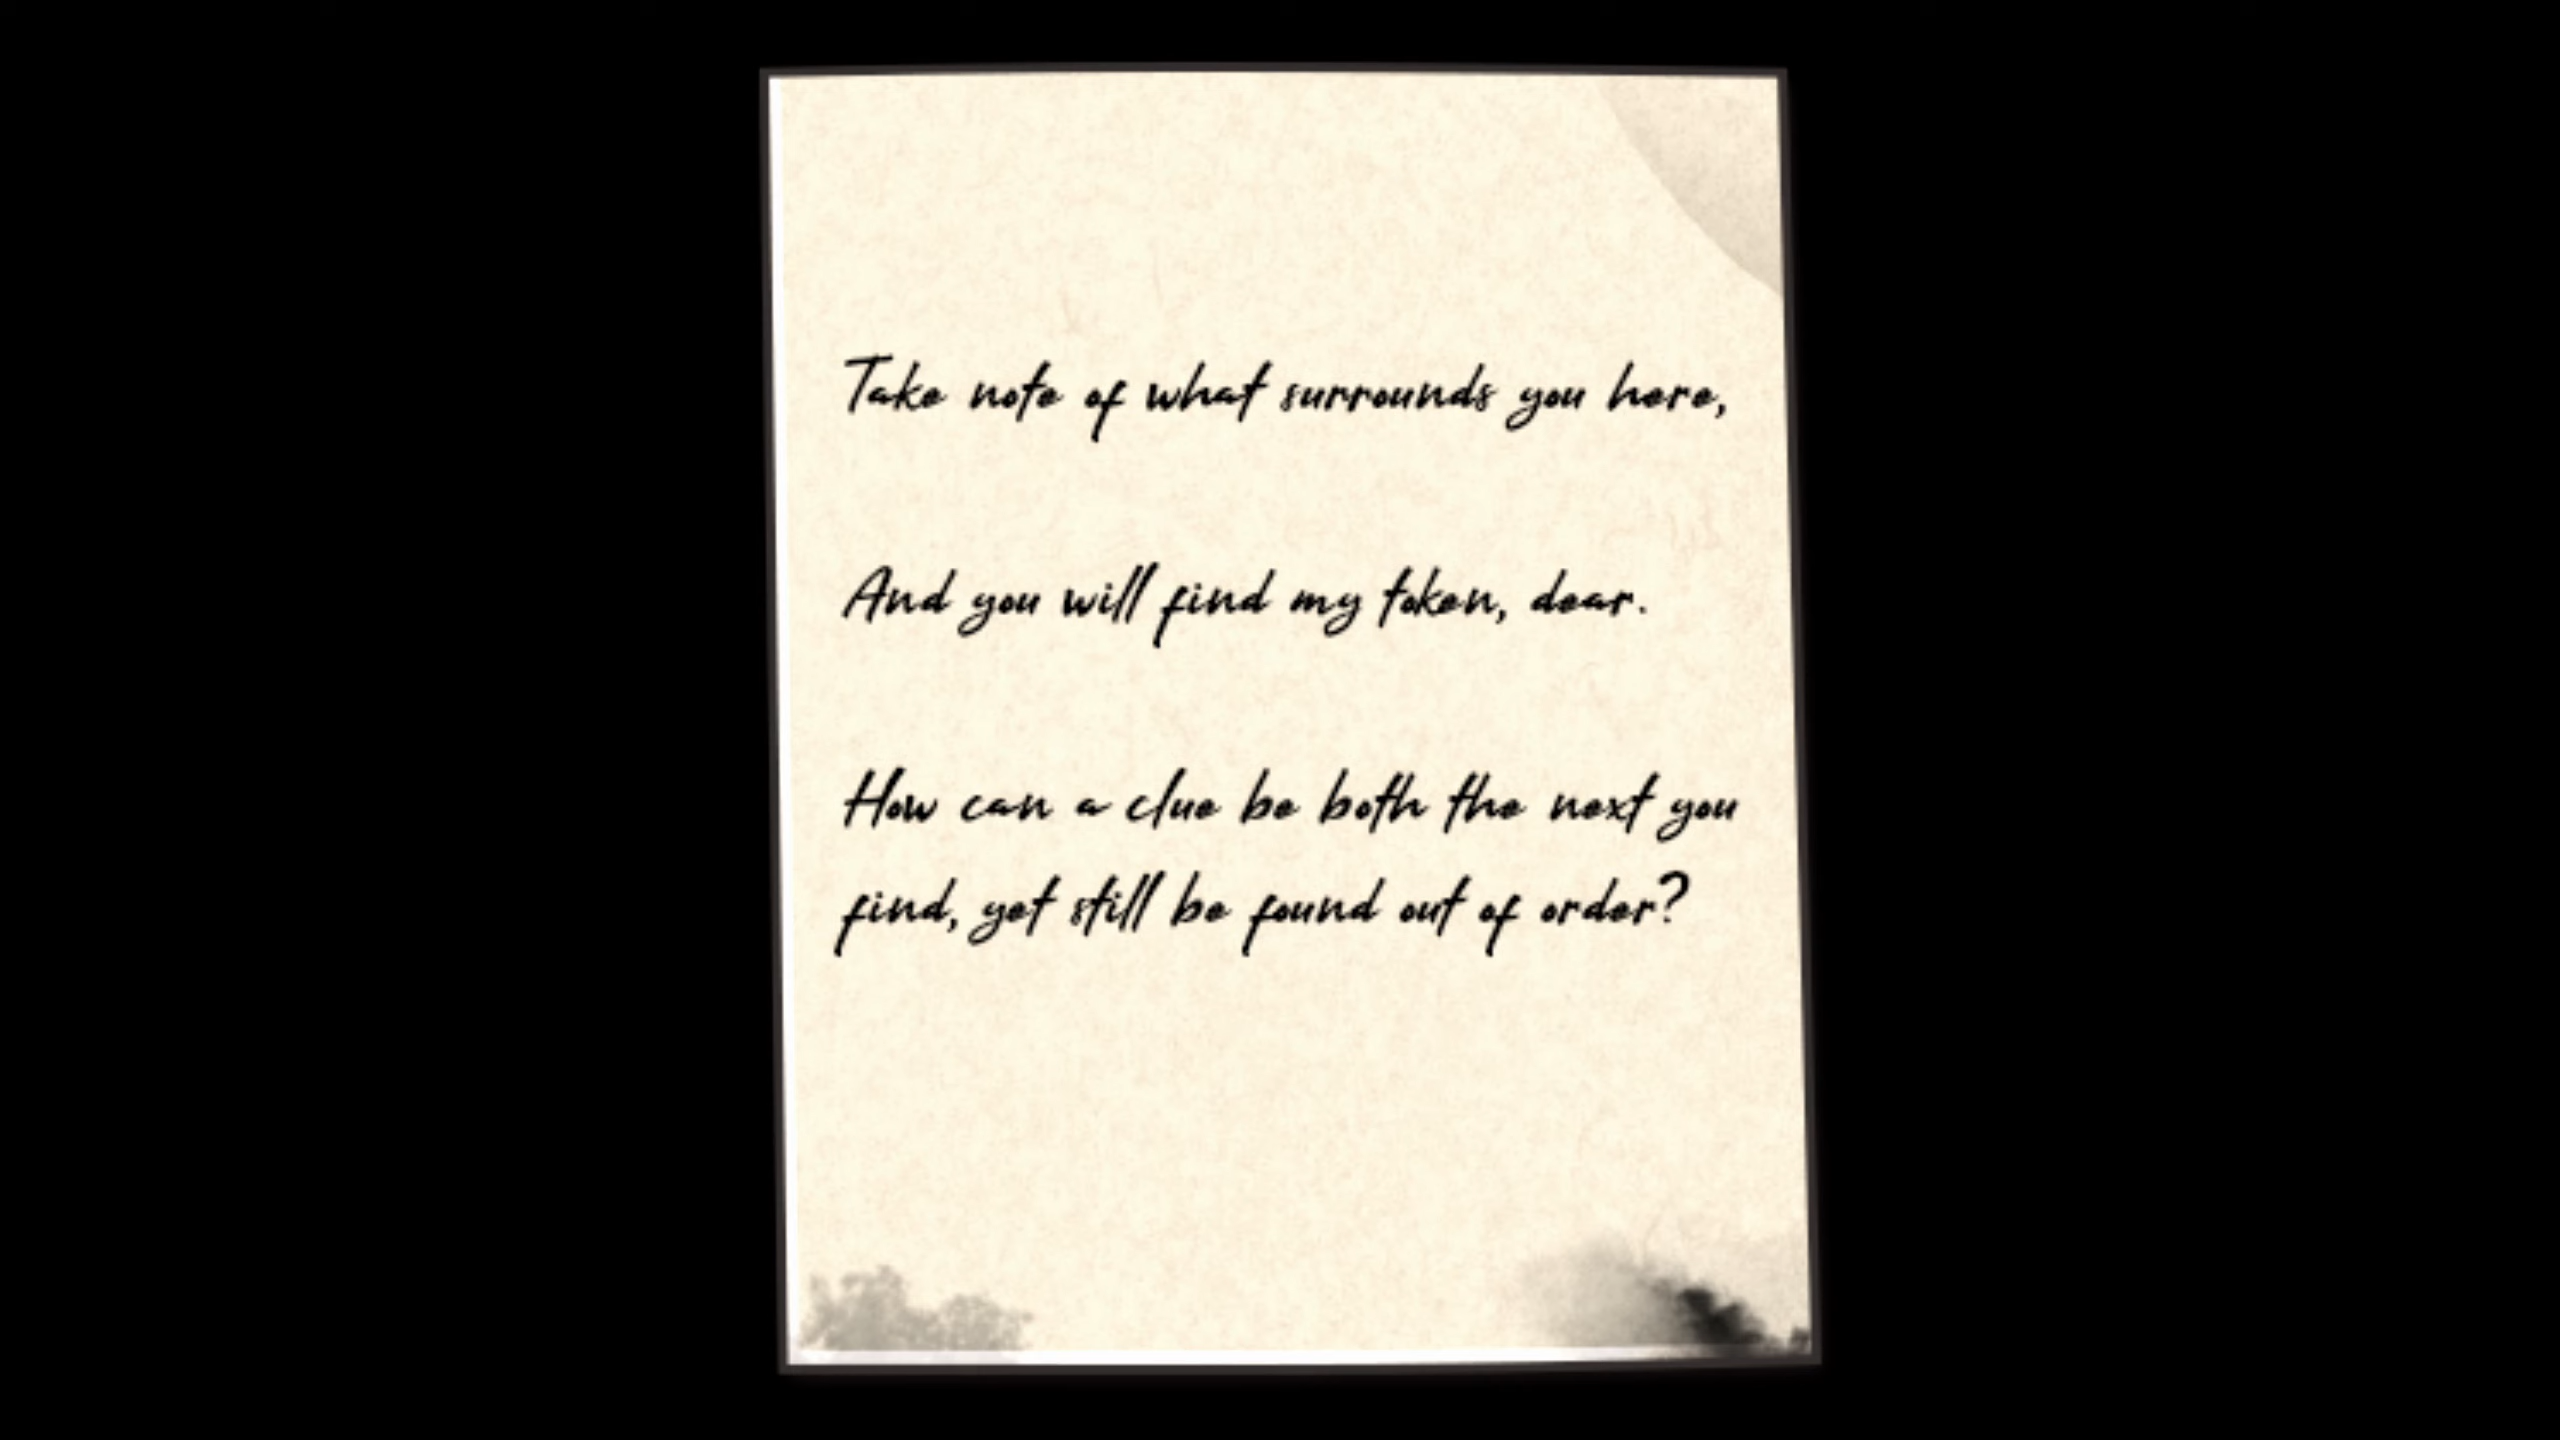 Take note of what surrounds you here,
And you will find my token, dear.
How can a clue be both the next you
find, yet still be found out of order?